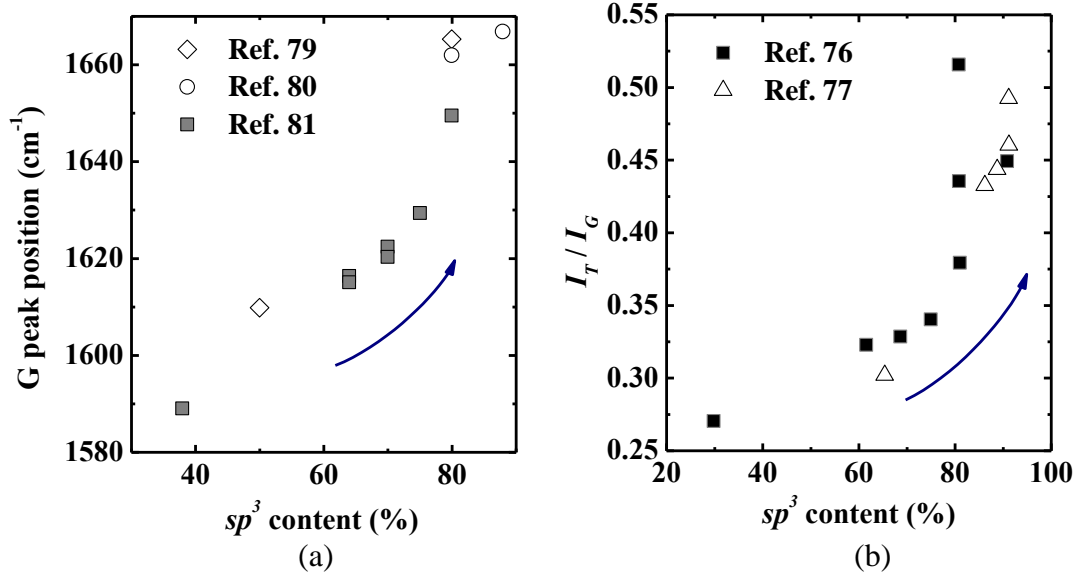 Ref. 79
Ref. 80
Ref. 81
1660
1640
1620
1600
1580
G peak position (cm⁻¹)
40 60 80
sp³ content (%)
(a)
Ref. 76
Ref. 77
0.55
0.50
0.45
0.40
0.35
0.30
0.25
I_T / I_G
20 40 60 80 100
sp³ content (%)
(b)